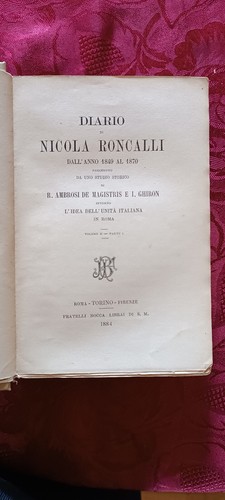 DIARIO
DI
NICOLA RONCALLI
DALL'ANNO 1849 AL 1870
PRECEDUTO
DA UNO STUDIO STORICO
DI
R. AMBROSI DE MAGISTRIS E I. GHIRON
INTORNO
L'IDEA DELL'UNITÀ ITALIANA
IN ROMA
ROMA - TORINO - FIRENZE
FRATELLI BOCCA LIBRAI DI S. M.
1884